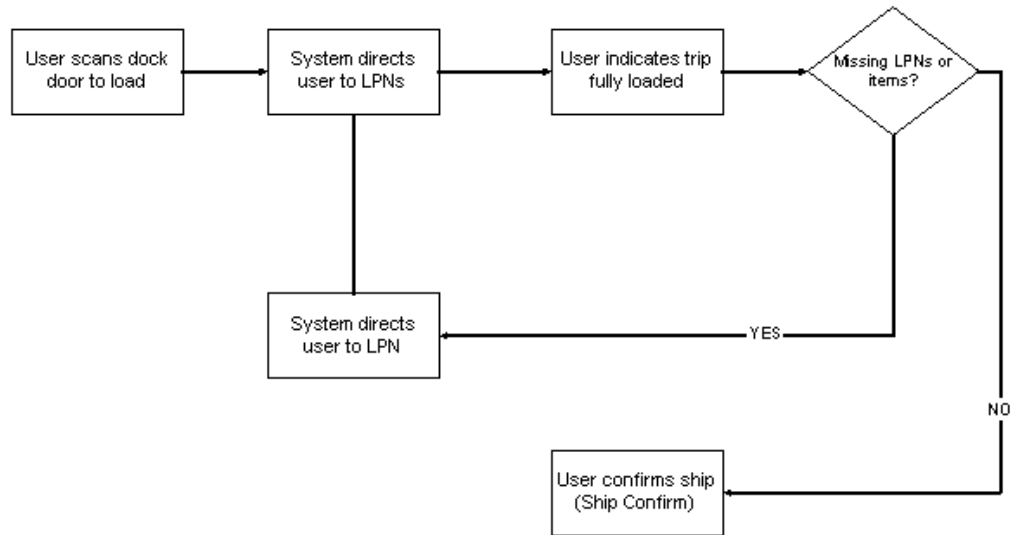 User scans dock
door to load
System directs
user to LPNs
User indicates trip
fully loaded
Missing LPNs or
items?
System directs
user to LPN
YES
NO
User confirms ship
(Ship Confirm)